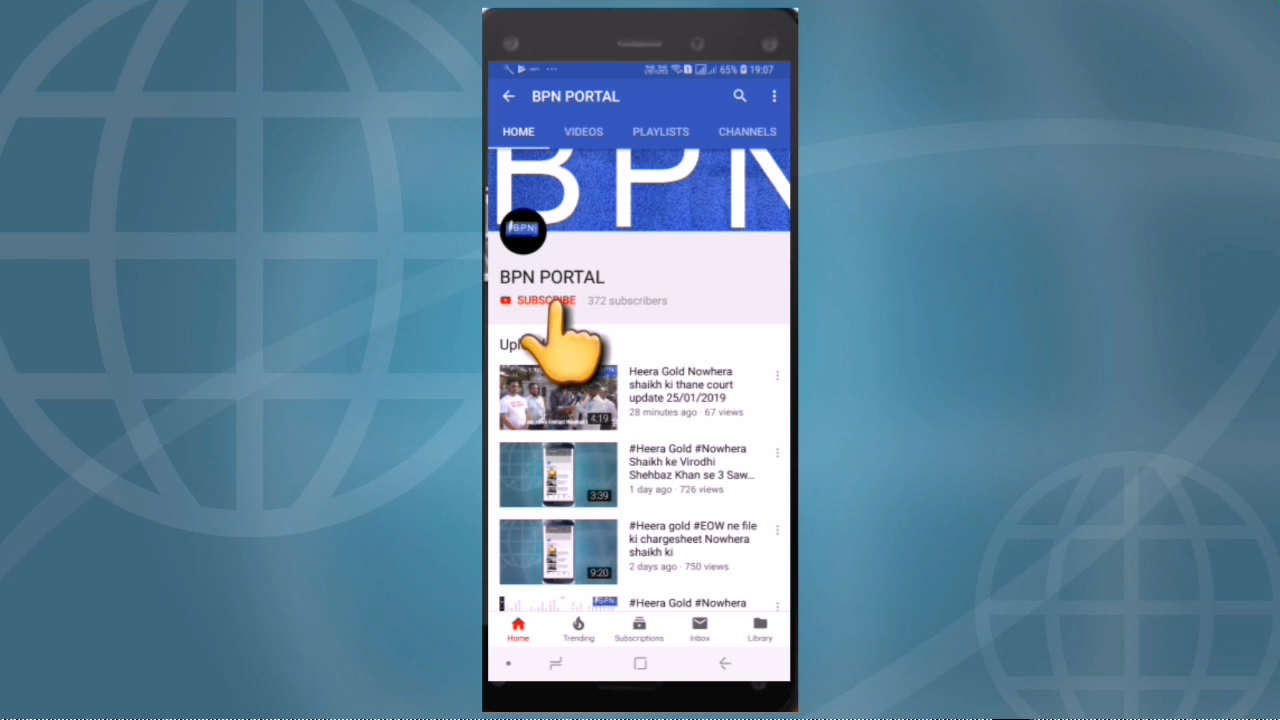 65% 19:07
BPN PORTAL
HOME VIDEOS PLAYLISTS CHANNELS
BPN
BPN
BPN PORTAL
SUBSCRIBE 372 subscribers
Heera Gold Nowhera
shaikh ki thane court
update 25/01/2019
28 minutes ago · 67 views
4:19
#Heera Gold #Nowhera
Shaikh ke Virodhi
Shehbaz Khan se 3 Saw...
1 day ago · 726 views
3:39
#Heera gold #EOW ne file
ki chargesheet Nowhera
shaikh ki
2 days ago · 750 views
9:20
#Heera Gold #Nowhera
BPN
Home Trending Subscriptions Inbox Library